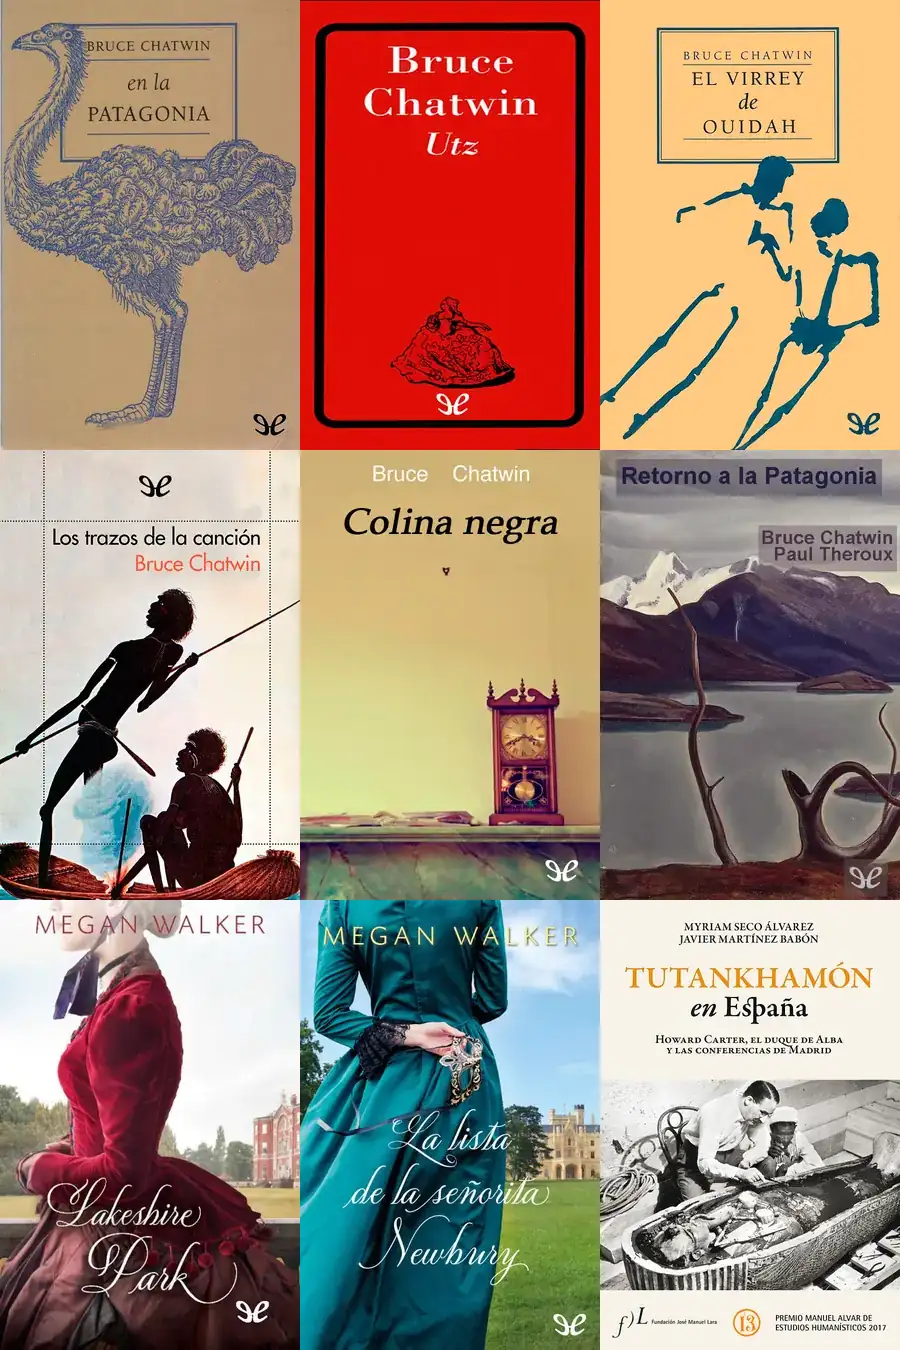 BRUCE CHATWIN
en la
PATAGONIA
Bruce
Chatwin
Utz
BRUCE CHATWIN
EL VIRREY
de
OUIDAH
Los trazos de la canción
Bruce Chatwin
Bruce Chatwin
Colina negra
Retorno a la Patagonia
Bruce Chatwin
Paul Theroux
MEGAN WALKER
Lakeshire
Park
MEGAN WALKER
La lista
de la señorita
Newbury
MYRIAM SECO ÁLVAREZ
JAVIER MARTÍNEZ BABÓN
TUTANKHAMÓN
en España
HOWARD CARTER, EL DUQUE DE ALBA
Y LAS CONFERENCIAS DE MADRID
fJL Fundación José Manuel Lara
13
PREMIO MANUEL ALVAR DE
ESTUDIOS HUMANÍSTICOS 2017